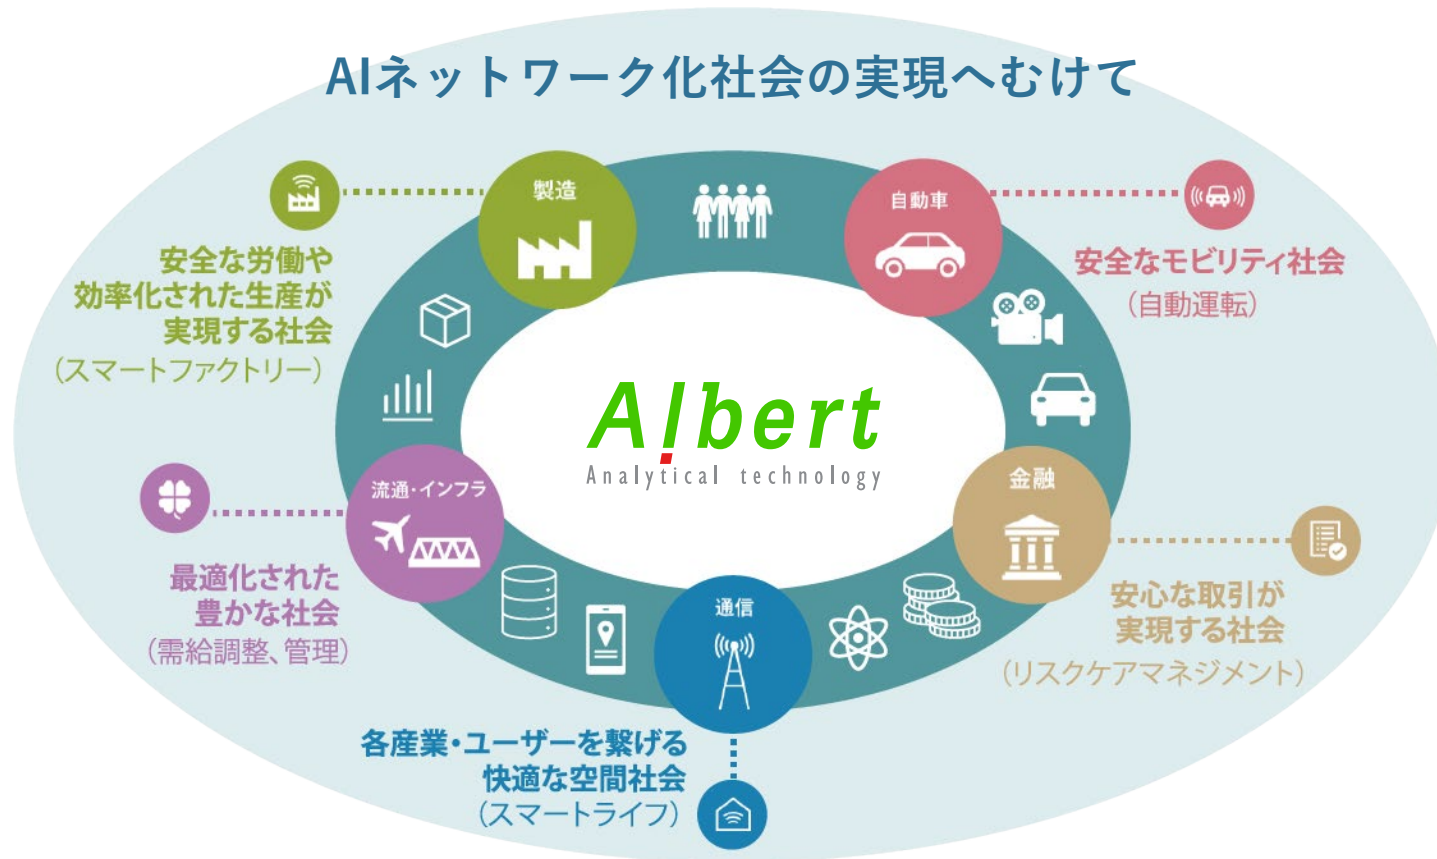 AIネットワーク化社会の実現へむけて
製造
安全な労働や
効率化された生産が
実現する社会
(スマートファクトリー)
自動車
安全なモビリティ社会
(自動運転)
Albert
Analytical technology
流通・インフラ
最適化された
豊かな社会
(需給調整、管理)
金融
安心な取引が
実現する社会
(リスクケアマネジメント)
通信
各産業・ユーザーを繋げる
快適な空間社会
(スマートライフ)